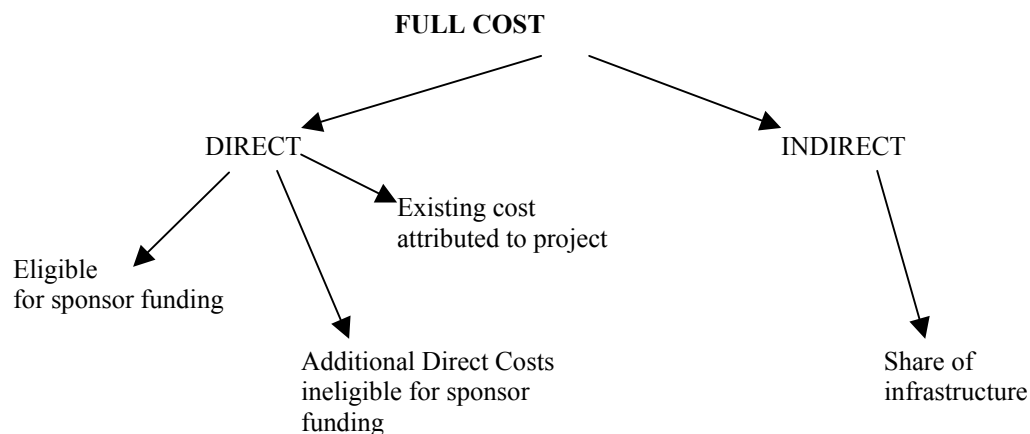 FULL COST
DIRECT
INDIRECT
Existing cost
attributed to project
Eligible
for sponsor funding
Additional Direct Costs
ineligible for sponsor
funding
Share of
infrastructure